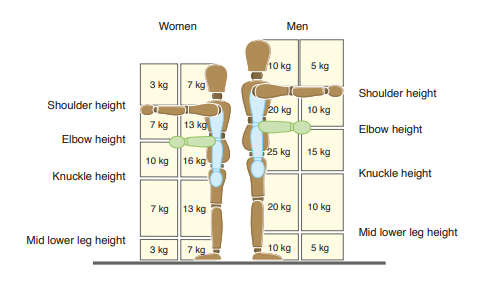 Women Men
10 kg 5 kg
3 kg 7 kg
Shoulder height Shoulder height
20 kg 10 kg
7 kg 13 kg
Elbow height Elbow height
10 kg 16 kg 25 kg 15 kg
Knuckle height Knuckle height
7 kg 13 kg 20 kg 10 kg
Mid lower leg height Mid lower leg height
3 kg 7 kg 10 kg 5 kg